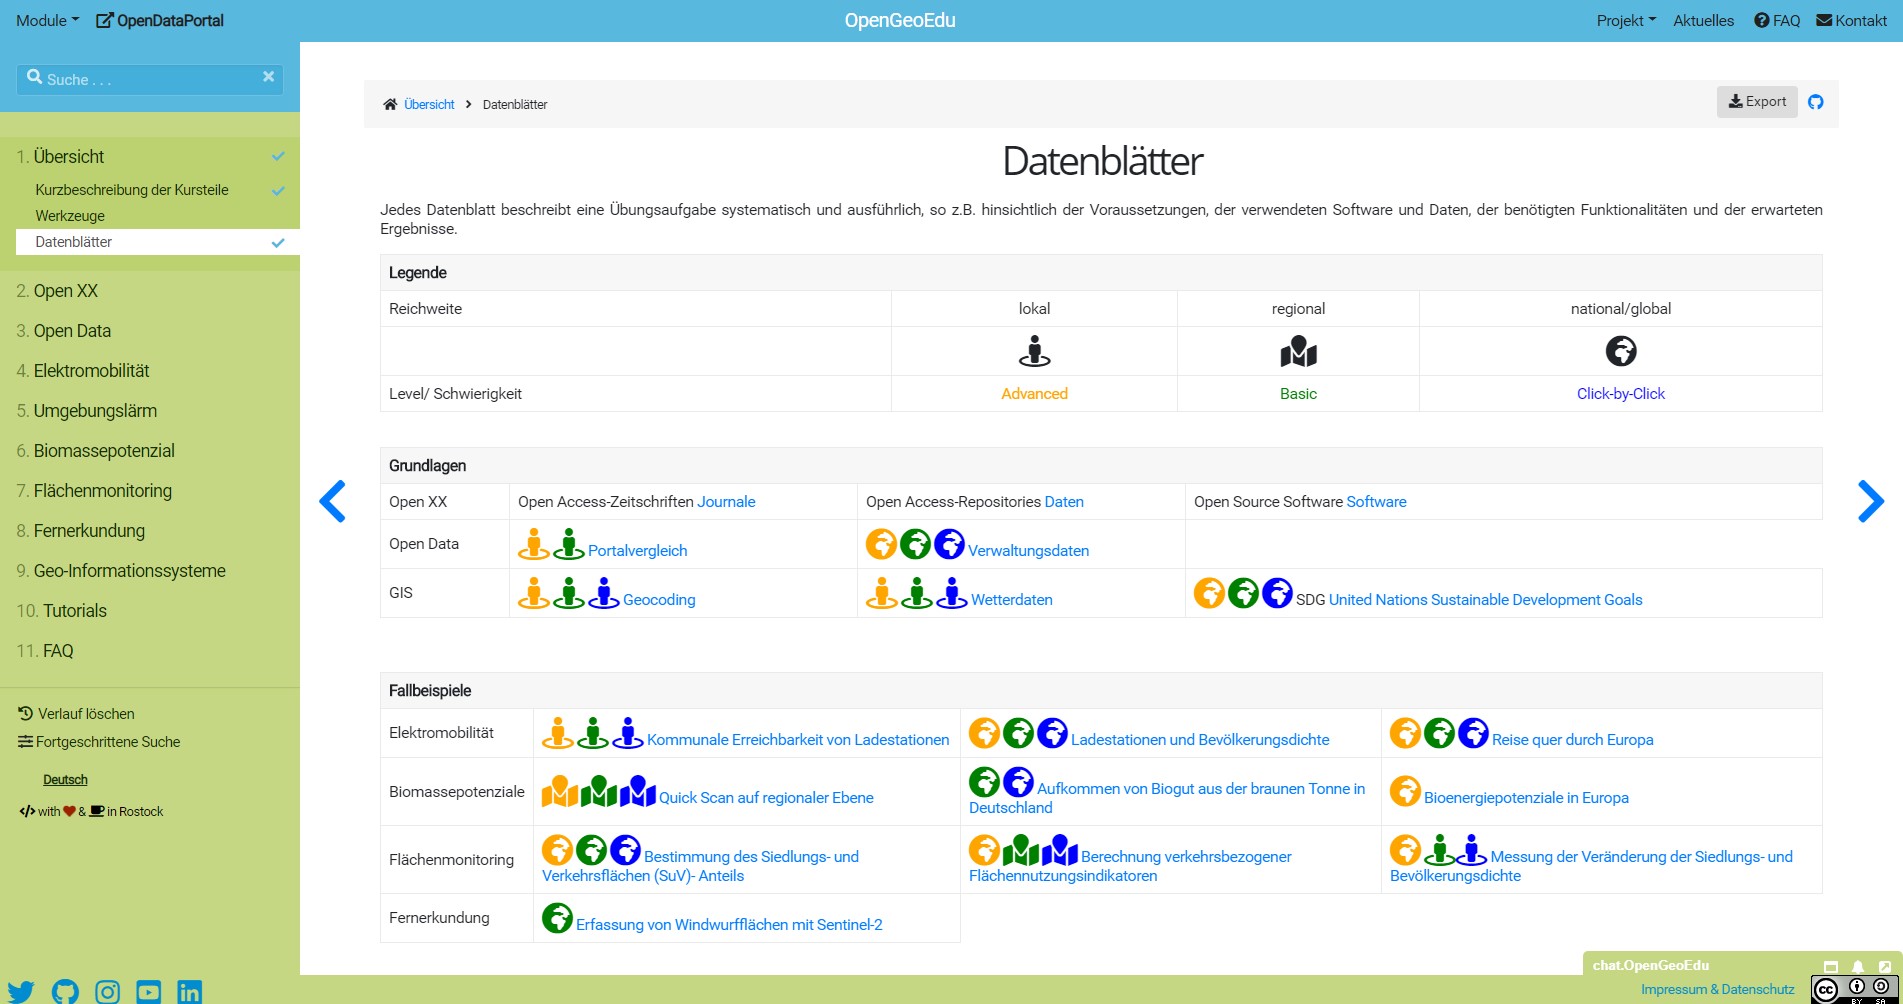 Module OpenDataPortal OpenGeoEdu Projekt Aktuelles FAQ Kontakt
Suche . . .
1. Übersicht
Kurzbeschreibung der Kursteile
Werkzeuge
Datenblätter
2. Open XX
3. Open Data
4. Elektromobilität
5. Umgebungslärm
6. Biomassepotenzial
7. Flächenmonitoring
8. Fernerkundung
9. Geo-Informationssysteme
10. Tutorials
11. FAQ
Verlauf löschen
Fortgeschrittene Suche
Deutsch
</> with & in Rostock
Übersicht > Datenblätter Export
Datenblätter
Jedes Datenblatt beschreibt eine Übungsaufgabe systematisch und ausführlich, so z.B. hinsichtlich der Voraussetzungen, der verwendeten Software und Daten, der benötigten Funktionalitäten und der erwarteten
Ergebnisse.
Legende
Reichweite lokal regional national/global
Level/ Schwierigkeit Advanced Basic Click-by-Click
Grundlagen
Open XX Open Access-Zeitschriften Journale Open Access-Repositories Daten Open Source Software Software
Open Data Portalvergleich Verwaltungsdaten
GIS Geocoding Wetterdaten SDG United Nations Sustainable Development Goals
Fallbeispiele
Elektromobilität Kommunale Erreichbarkeit von Ladestationen Ladestationen und Bevölkerungsdichte Reise quer durch Europa
Biomassepotenziale Quick Scan auf regionaler Ebene Aufkommen von Biogut aus der braunen Tonne in
Deutschland Bioenergiepotenziale in Europa
Flächenmonitoring Bestimmung des Siedlungs- und Berechnung verkehrsbezogener Messung der Veränderung der Siedlungs- und
Verkehrsflächen (SuV)- Anteils Flächennutzungsindikatoren Bevölkerungsdichte
Fernerkundung Erfassung von Windwurfflächen mit Sentinel-2
chat.OpenGeoEdu
Impressum & Datenschutz
cc BY SA